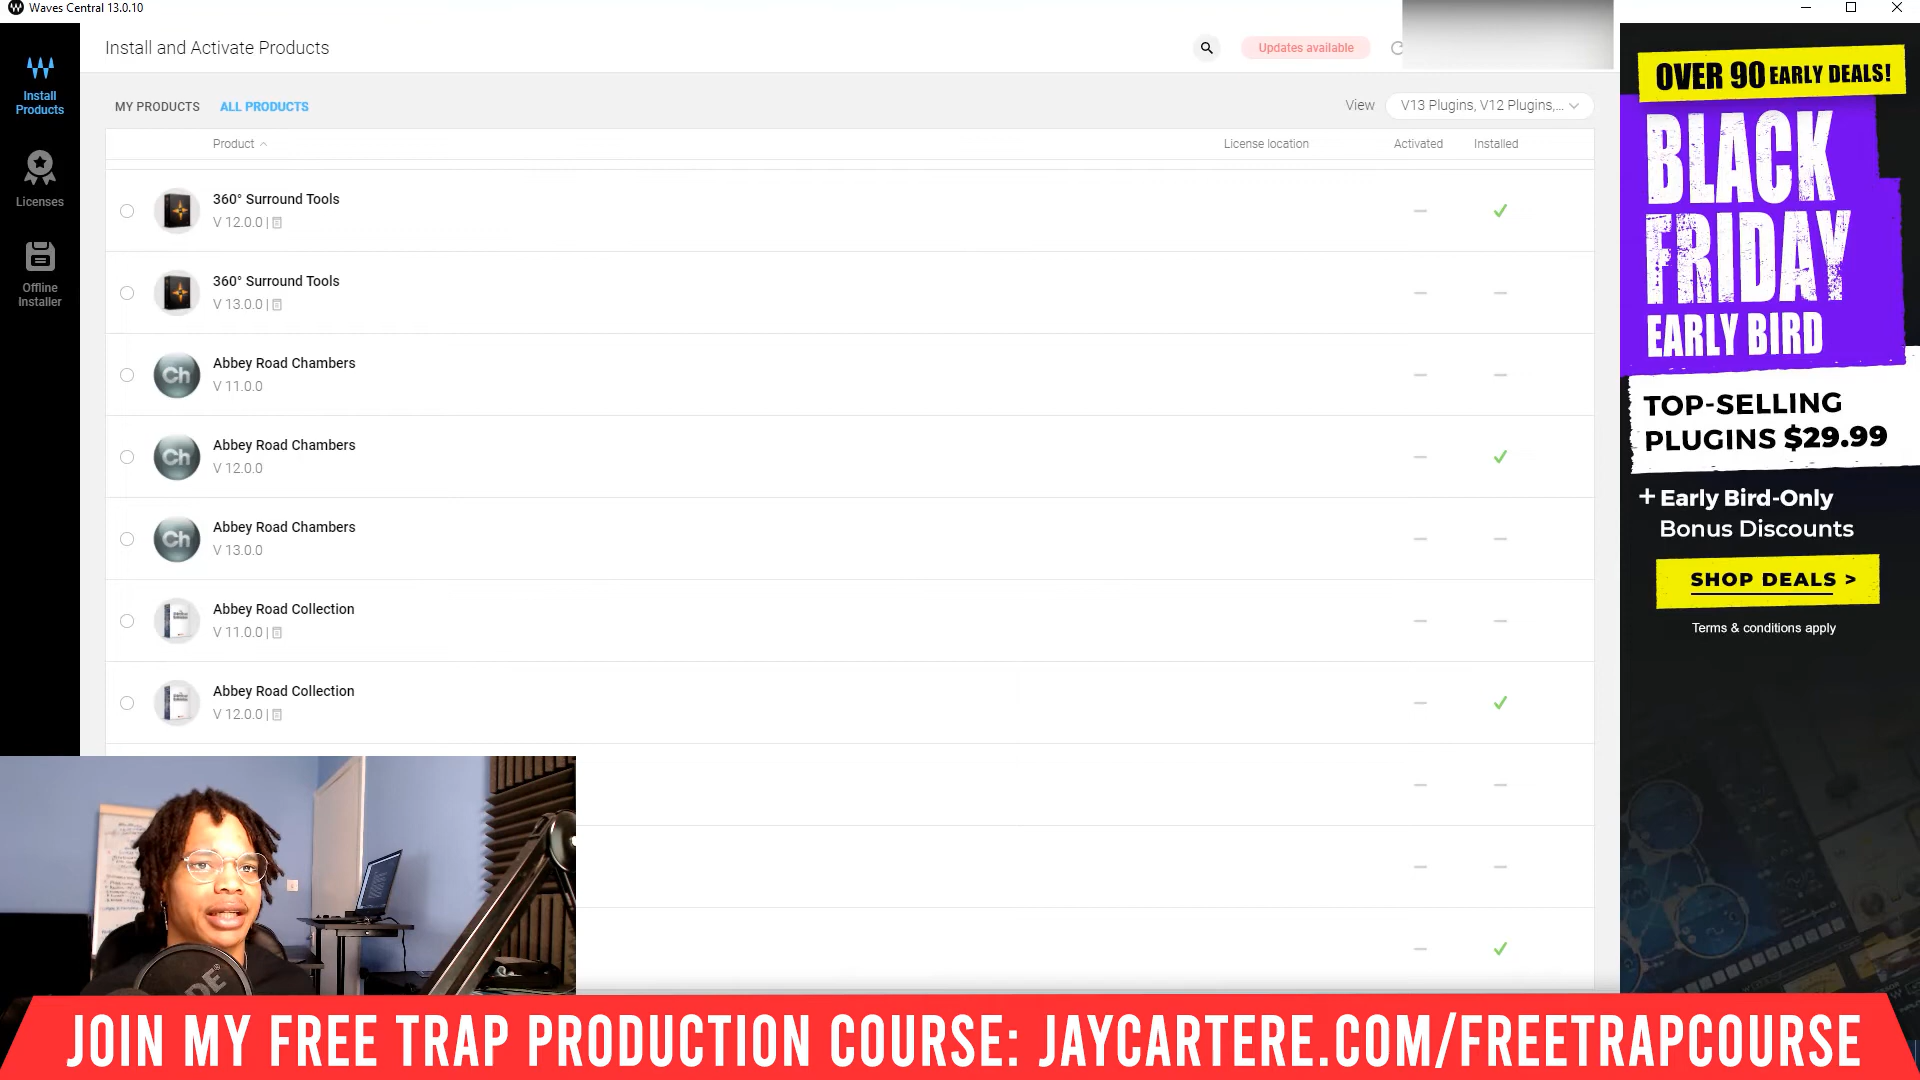 Waves Central 13.0.10
Install and Activate Products
Updates available
Install
Products
Licenses
Offline
Installer
MY PRODUCTS
ALL PRODUCTS
View
V13 Plugins, V12 Plugins,...
Product
License location
Activated
Installed
360° Surround Tools
V 12.0.0 |
360° Surround Tools
V 13.0.0 |
Ch
Abbey Road Chambers
V 11.0.0
Ch
Abbey Road Chambers
V 12.0.0
Ch
Abbey Road Chambers
V 13.0.0
Abbey Road Collection
V 11.0.0 |
Abbey Road Collection
V 12.0.0 |
OVER 90 EARLY DEALS!
BLACK
FRIDAY
EARLY BIRD
TOP-SELLING
PLUGINS $29.99
+ Early Bird-Only
Bonus Discounts
SHOP DEALS >
Terms & conditions apply
JOIN MY FREE TRAP PRODUCTION COURSE: JAYCARTERE.COM/FREETRAPCOURSE